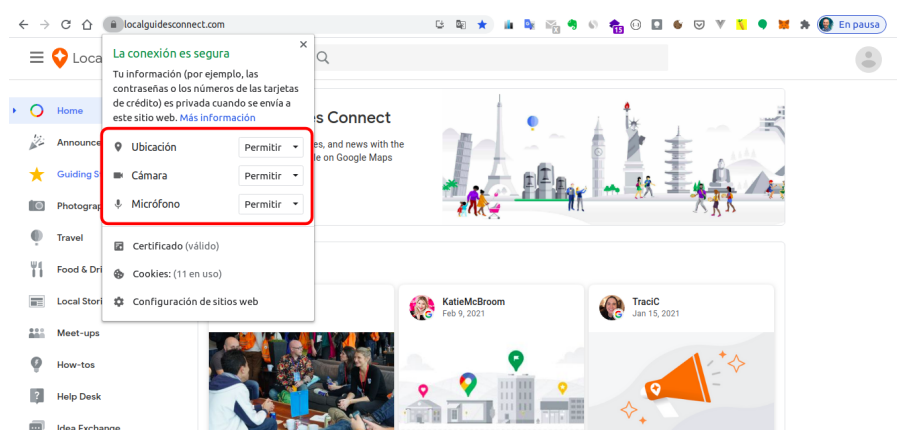 localguidesconnect.com
En pausa
Loca
La conexión es segura
Tu información (por ejemplo, las
contraseñas o los números de las tarjetas
de crédito) es privada cuando se envía a
este sitio web. Más información
Ubicación Permitir
Cámara Permitir
Micrófono Permitir
Certificado (válido)
Cookies: (11 en uso)
Configuración de sitios web
Home
Announce
Guiding S
Photograp
Travel
Food & Dri
Local Stori
Meet-ups
How-tos
Help Desk
Idea Exchange
s Connect
es, and news with the
le on Google Maps
KatieMcBroom
Feb 9, 2021
TraciC
Jan 15, 2021